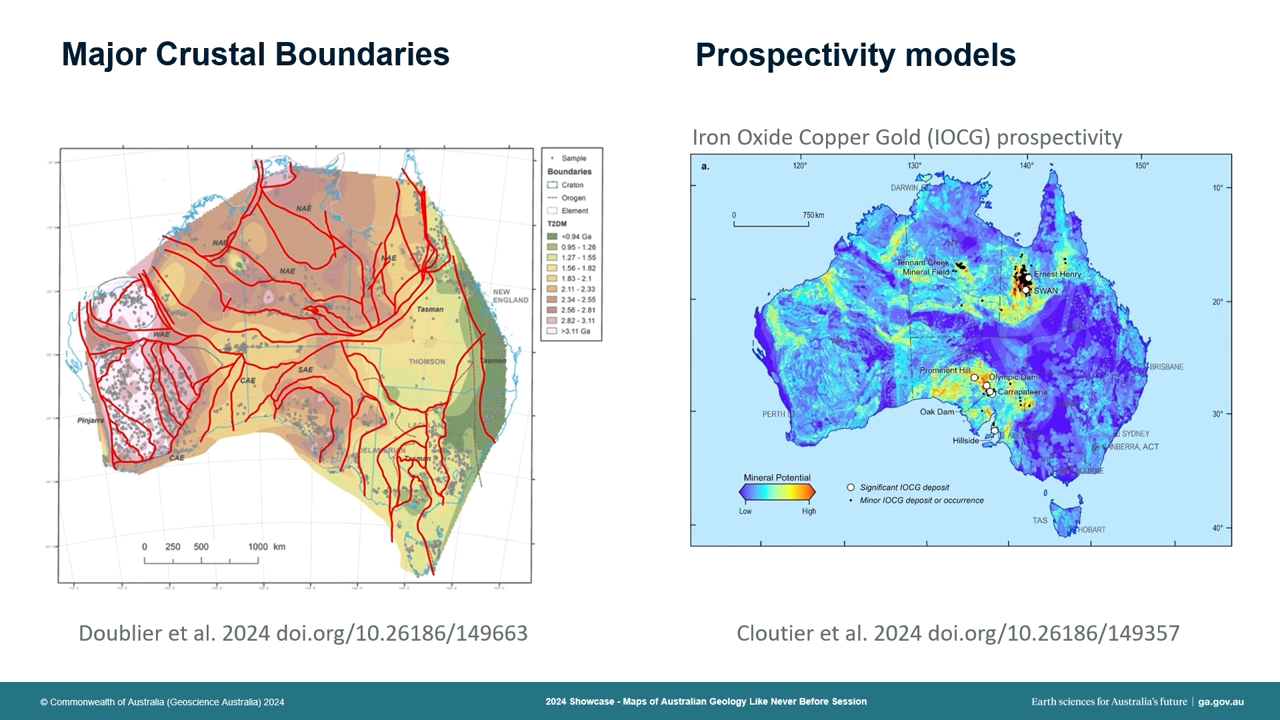 Major Crustal Boundaries
Prospectivity models
Iron Oxide Copper Gold (IOCG) prospectivity
Sample
Boundaries
Craton
Orogen
Element
T2DM
<0.94 Ga
0.95 - 1.26
1.27 - 1.55
1.56 - 1.82
1.83 - 2.1
2.11 - 2.33
2.34 - 2.55
2.56 - 2.81
2.82 - 3.11
>3.11 Ga
NAE
NAE
NAE
NAE
NEW
ENGLAND
Tasman
WAE
THOMSON
Tasman
SAE
CAE
Pinjarra
CAE
Tasman
0 250 500 1000 km
a.
120°
130°
140°
150°
DARWIN
10°
0 750 km
Tennant Creek
Mineral Field
Ernest Henry
SWAN
20°
Prominent Hill
Olympic Dam
BRISBANE
Carrapateena
Oak Dam
PERTH
30°
Hillside
SYDNEY
CANBERRA, ACT
Mineral Potential
Low
High
Significant IOCG deposit
Minor IOCG deposit or occurrence
TAS
HOBART
40°
Doublier et al. 2024 doi.org/10.26186/149663
Cloutier et al. 2024 doi.org/10.26186/149357
© Commonwealth of Australia (Geoscience Australia) 2024
2024 Showcase - Maps of Australian Geology Like Never Before Session
Earth sciences for Australia's future | ga.gov.au